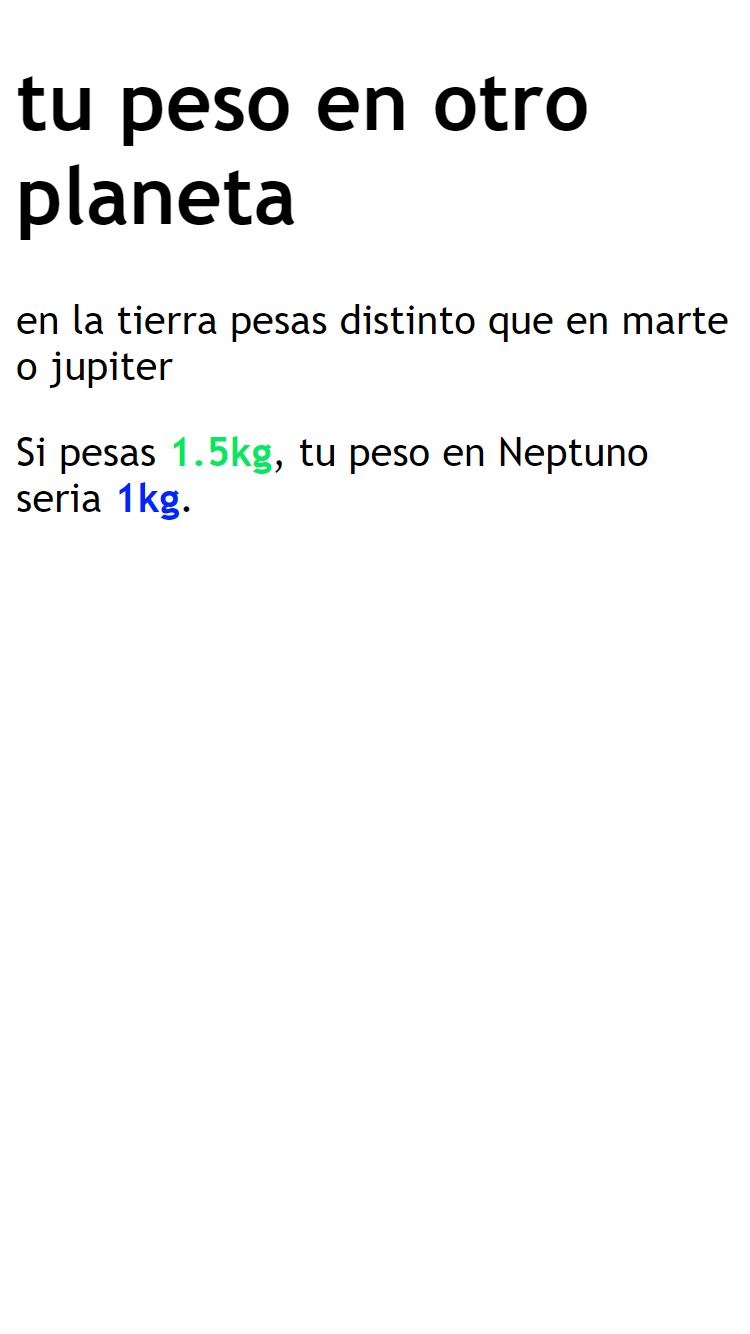 tu peso en otro
planeta
en la tierra pesas distinto que en marte
o jupiter
Si pesas 1.5kg, tu peso en Neptuno
seria 1kg.